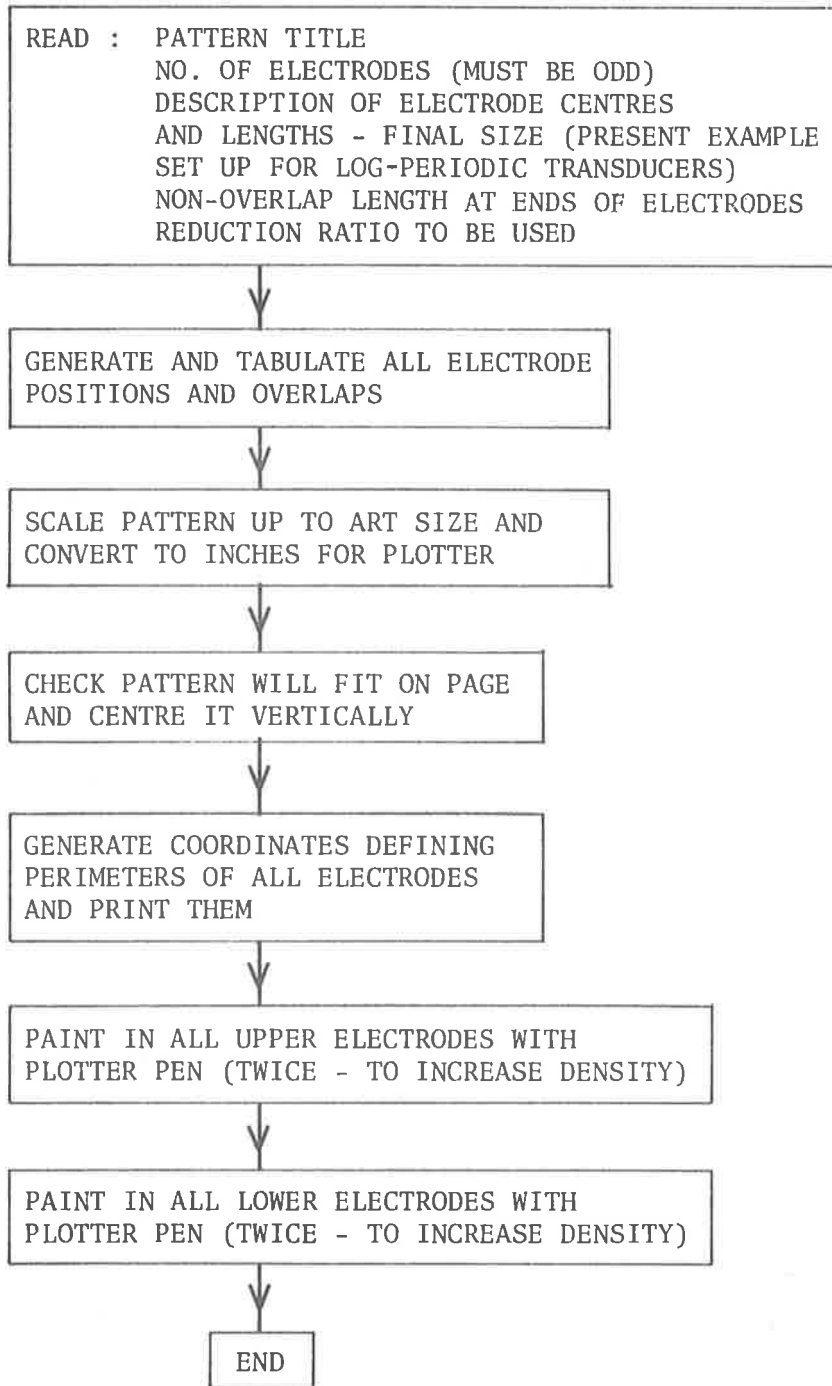 READ : PATTERN TITLE
NO. OF ELECTRODES (MUST BE ODD)
DESCRIPTION OF ELECTRODE CENTRES
AND LENGTHS - FINAL SIZE (PRESENT EXAMPLE
SET UP FOR LOG-PERIODIC TRANSDUCERS)
NON-OVERLAP LENGTH AT ENDS OF ELECTRODES
REDUCTION RATIO TO BE USED
GENERATE AND TABULATE ALL ELECTRODE
POSITIONS AND OVERLAPS
SCALE PATTERN UP TO ART SIZE AND
CONVERT TO INCHES FOR PLOTTER
CHECK PATTERN WILL FIT ON PAGE
AND CENTRE IT VERTICALLY
GENERATE COORDINATES DEFINING
PERIMETERS OF ALL ELECTRODES
AND PRINT THEM
PAINT IN ALL UPPER ELECTRODES WITH
PLOTTER PEN (TWICE - TO INCREASE DENSITY)
PAINT IN ALL LOWER ELECTRODES WITH
PLOTTER PEN (TWICE - TO INCREASE DENSITY)
END